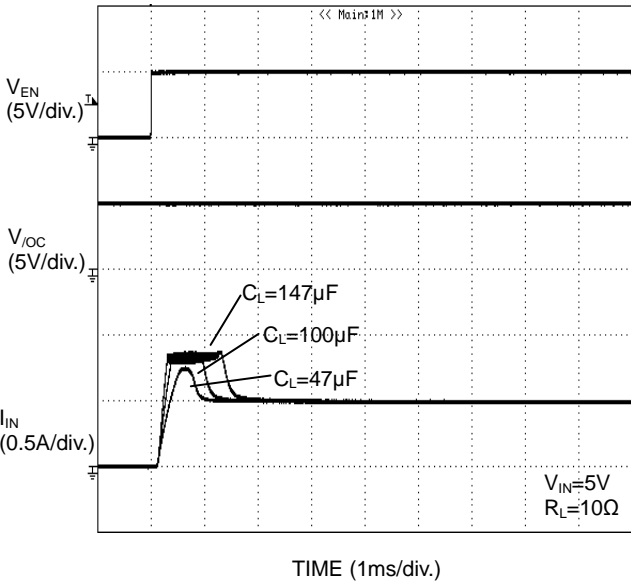 << Main:1M >>
V_EN
(5V/div.)
T
V_/OC
(5V/div.)
C_L=147µF
C_L=100µF
C_L=47µF
I_IN
(0.5A/div.)
V_IN=5V
R_L=10Ω
TIME (1ms/div.)